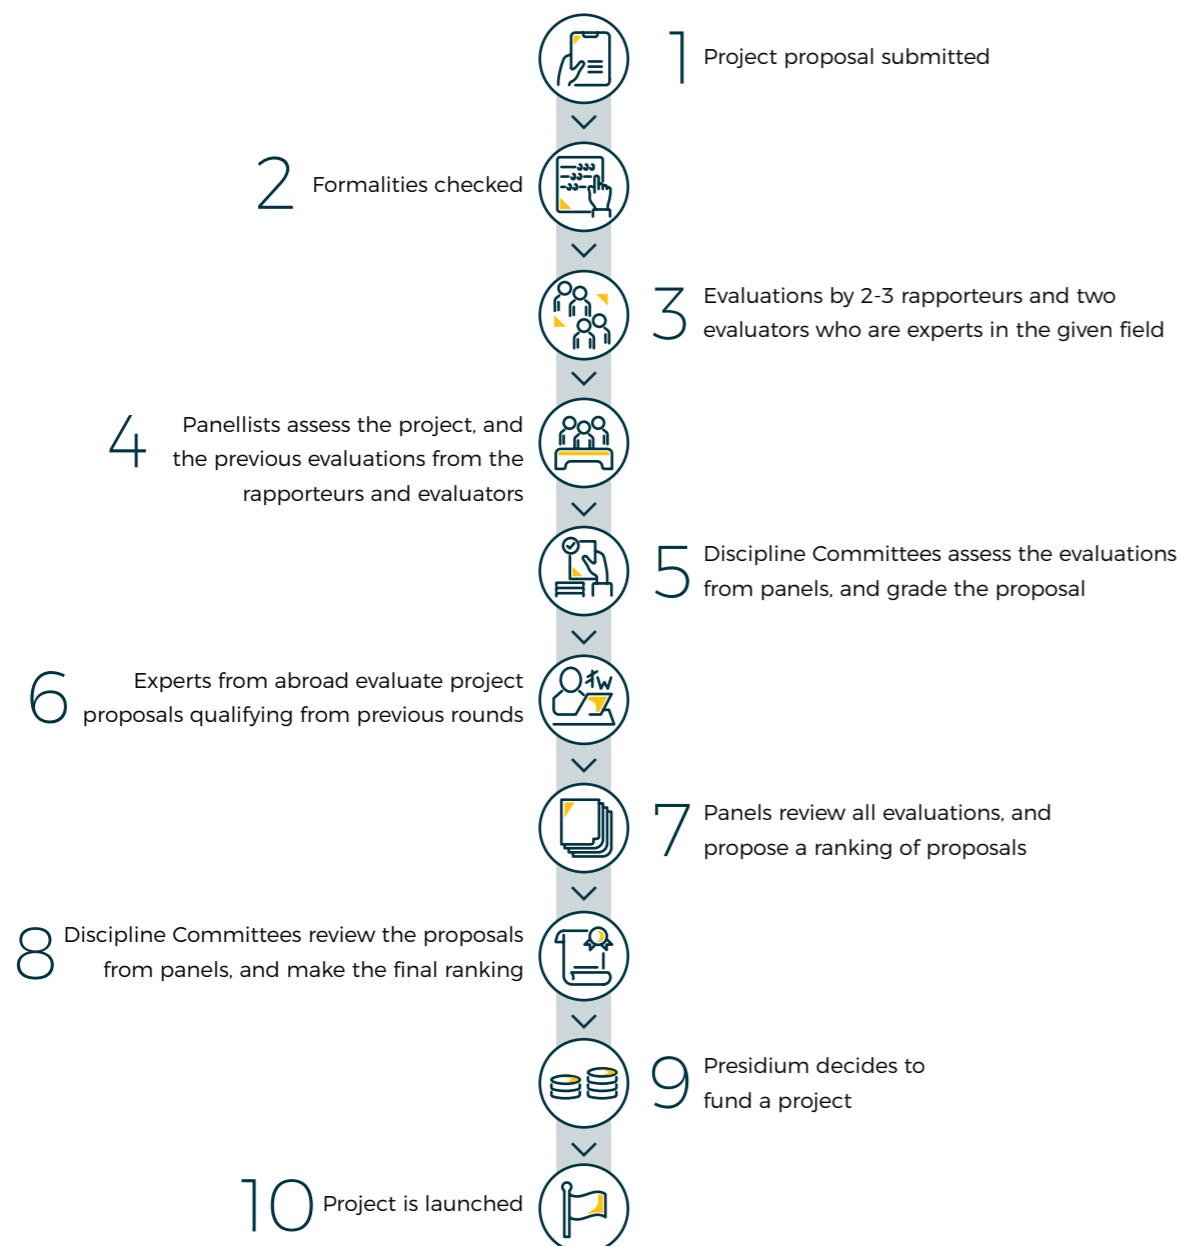 1
Project proposal submitted
2
Formalities checked
3
Evaluations by 2-3 rapporteurs and two
evaluators who are experts in the given field
4
Panellists assess the project, and
the previous evaluations from the
rapporteurs and evaluators
5
Discipline Committees assess the evaluations
from panels, and grade the proposal
6
Experts from abroad evaluate project
proposals qualifying from previous rounds
7
Panels review all evaluations, and
propose a ranking of proposals
8
Discipline Committees review the proposals
from panels, and make the final ranking
9
Presidium decides to
fund a project
10
Project is launched